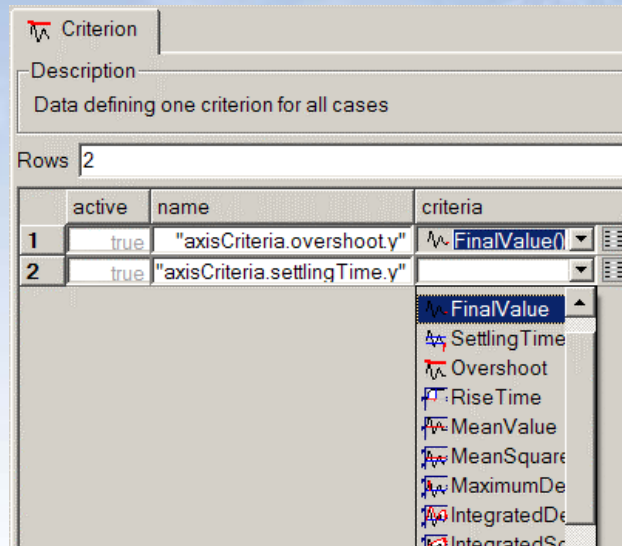 Criterion
Description
Data defining one criterion for all cases
Rows 2
active name criteria
1 true "axisCriteria.overshoot.y" FinalValue()
2 true "axisCriteria.settlingTime.y"
FinalValue
SettlingTime
Overshoot
RiseTime
MeanValue
MeanSquare
MaximumDe
IntegratedDe
IntegratedSq